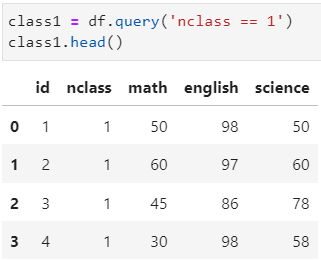 class1 = df.query('nclass == 1')
class1.head()
id nclass math english science
0 1 1 50 98 50
1 2 1 60 97 60
2 3 1 45 86 78
3 4 1 30 98 58